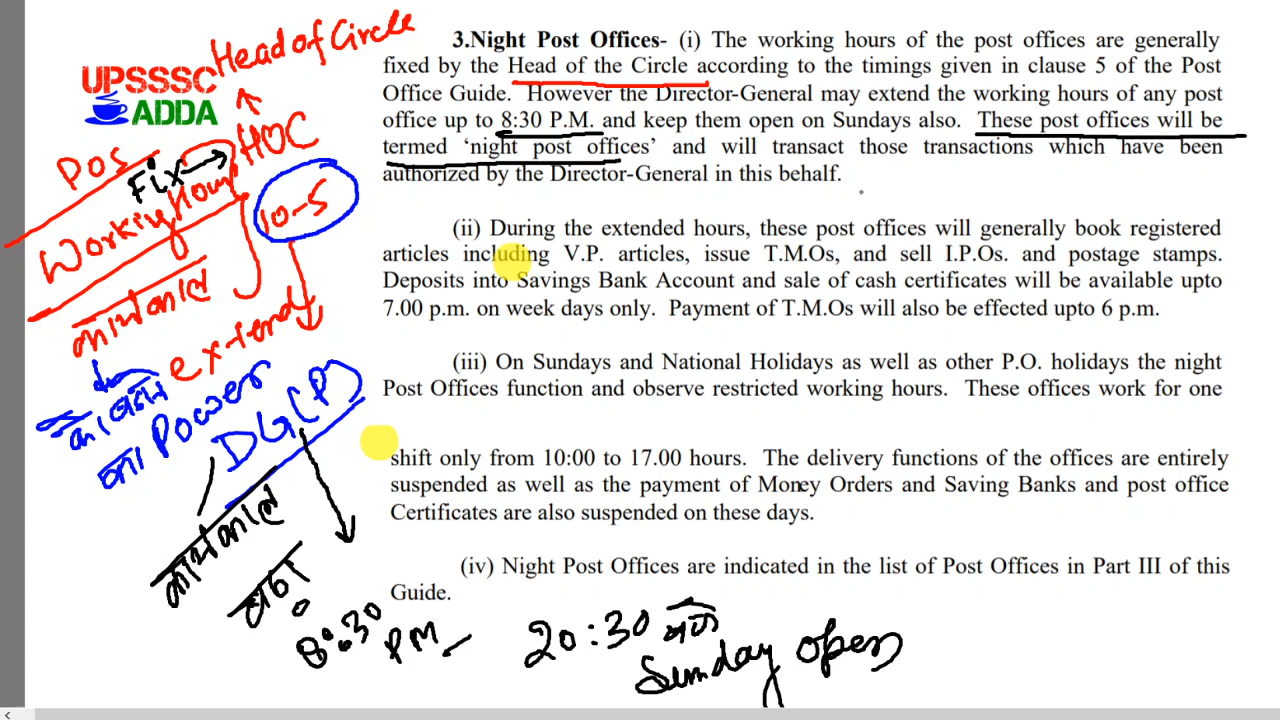 3.Night Post Offices- (i) The working hours of the post offices are generally
fixed by the Head of the Circle according to the timings given in clause 5 of the Post
Office Guide. However the Director-General may extend the working hours of any post
office up to 8:30 P.M. and keep them open on Sundays also. These post offices will be
termed ‘night post offices’ and will transact those transactions which have been
authorized by the Director-General in this behalf.
(ii) During the extended hours, these post offices will generally book registered
articles including V.P. articles, issue T.M.Os, and sell I.P.Os. and postage stamps.
Deposits into Savings Bank Account and sale of cash certificates will be available upto
7.00 p.m. on week days only. Payment of T.M.Os will also be effected upto 6 p.m.
(iii) On Sundays and National Holidays as well as other P.O. holidays the night
Post Offices function and observe restricted working hours. These offices work for one
shift only from 10:00 to 17.00 hours. The delivery functions of the offices are entirely
suspended as well as the payment of Money Orders and Saving Banks and post office
Certificates are also suspended on these days.
(iv) Night Post Offices are indicated in the list of Post Offices in Part III of this
Guide.
Head of Circle
UPSSSC
ADDA
HOC
POS
Fix
Working Hour
10-5
extend
Power
DG(P)
8:30
PM
20:30 तक
Sunday open